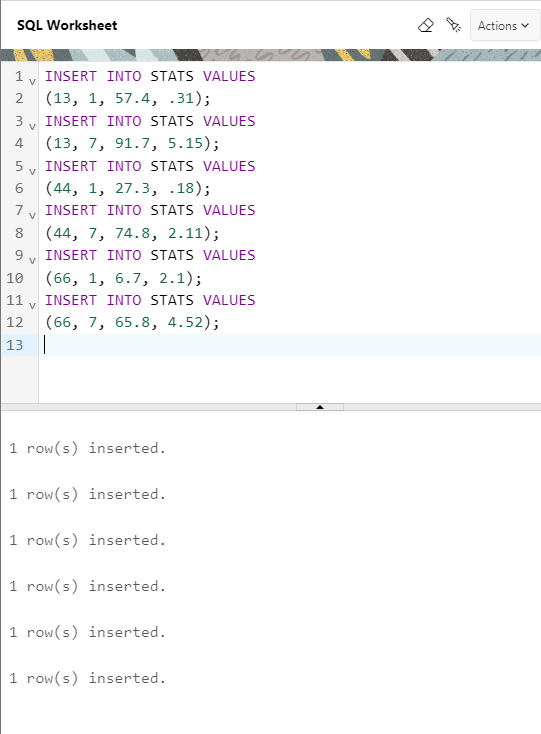 SQL Worksheet
Actions
1 INSERT INTO STATS VALUES
2 (13, 1, 57.4, .31);
3 INSERT INTO STATS VALUES
4 (13, 7, 91.7, 5.15);
5 INSERT INTO STATS VALUES
6 (44, 1, 27.3, .18);
7 INSERT INTO STATS VALUES
8 (44, 7, 74.8, 2.11);
9 INSERT INTO STATS VALUES
10 (66, 1, 6.7, 2.1);
11 INSERT INTO STATS VALUES
12 (66, 7, 65.8, 4.52);
13
1 row(s) inserted.
1 row(s) inserted.
1 row(s) inserted.
1 row(s) inserted.
1 row(s) inserted.
1 row(s) inserted.